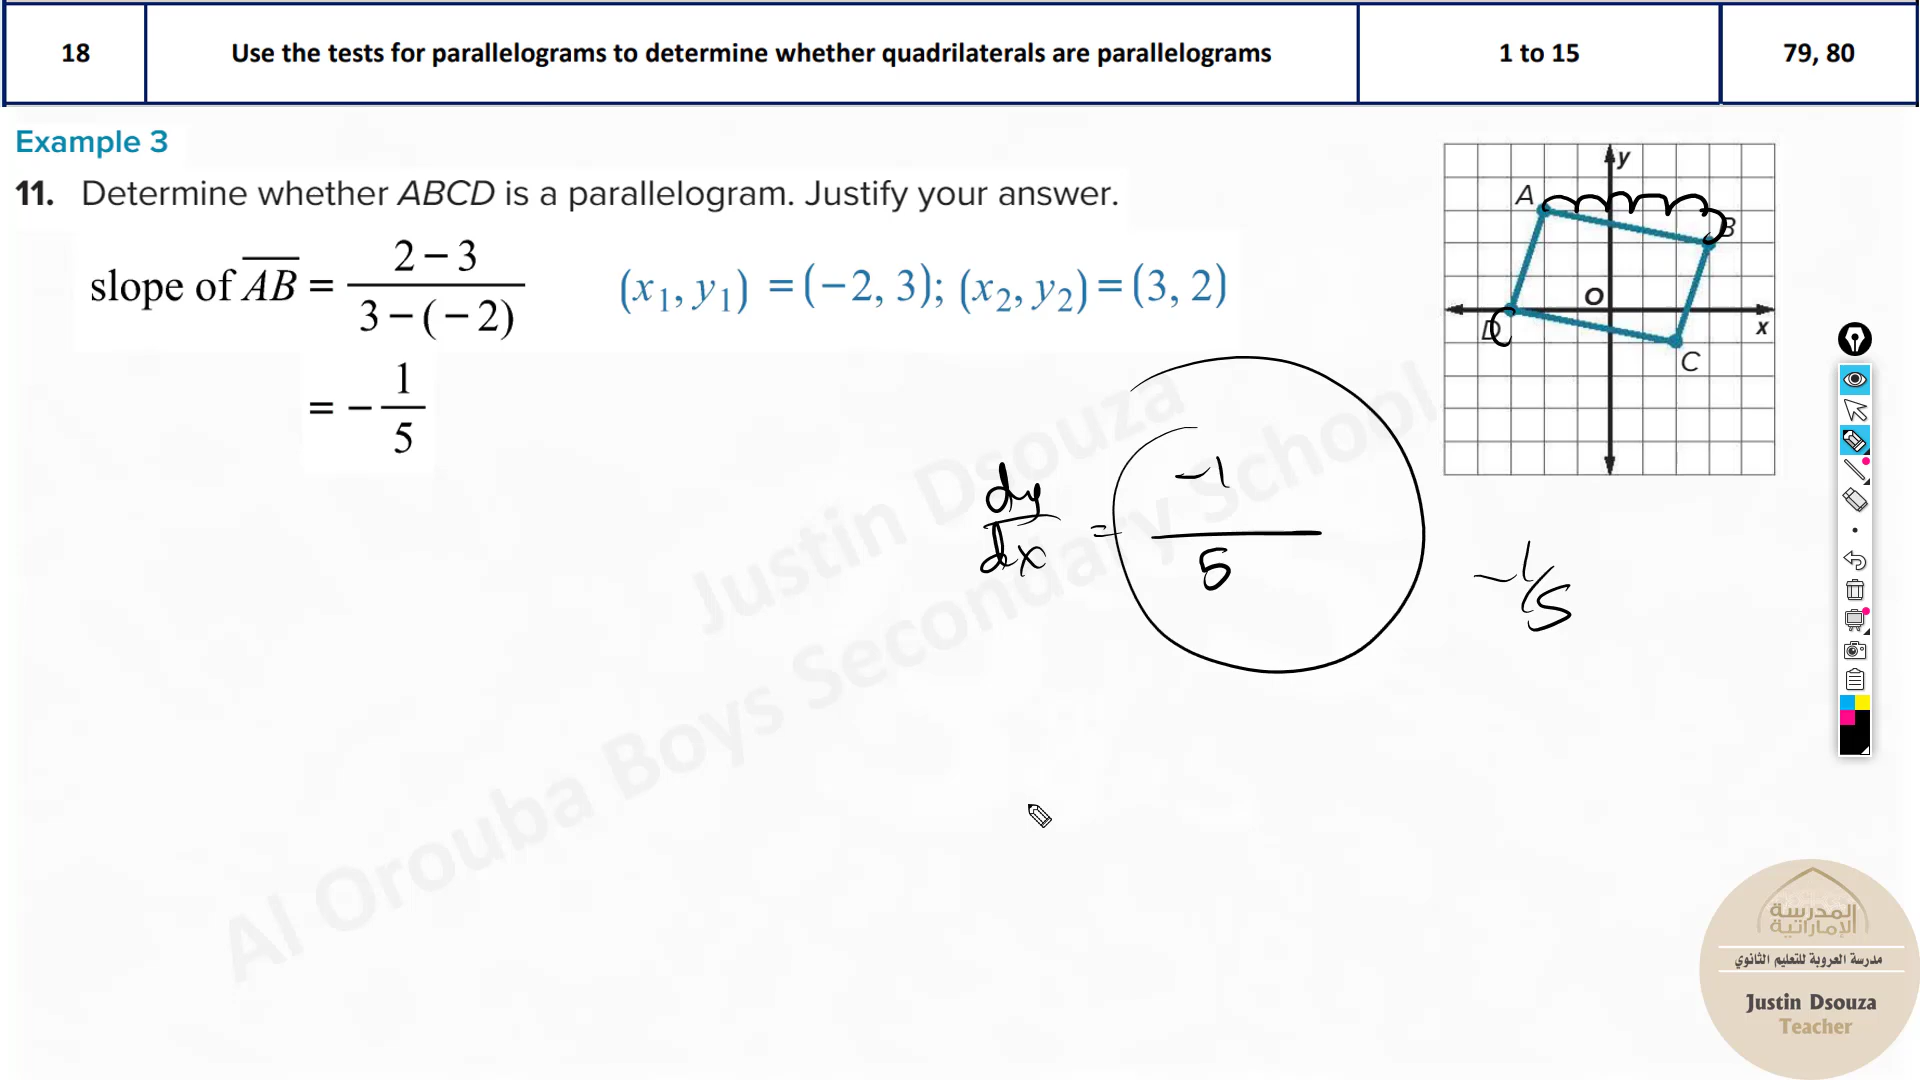 18 Use the tests for parallelograms to determine whether quadrilaterals are parallelograms 1 to 15 79, 80
Example 3
11. Determine whether ABCD is a parallelogram. Justify your answer.
slope of AB = 2 − 3 / 3 − (− 2) (x₁, y₁) = (−2, 3); (x₂, y₂) = (3, 2)
= − 1 / 5
y
A
B
O
x
D
C
dy / dx = −1 / 5
−1/5
Justin Dsouza
Al Orouba Boys Secondary School
المدرسة
الإماراتية
مدرسة العروبة للتعليم الثانوي
Justin Dsouza
Teacher